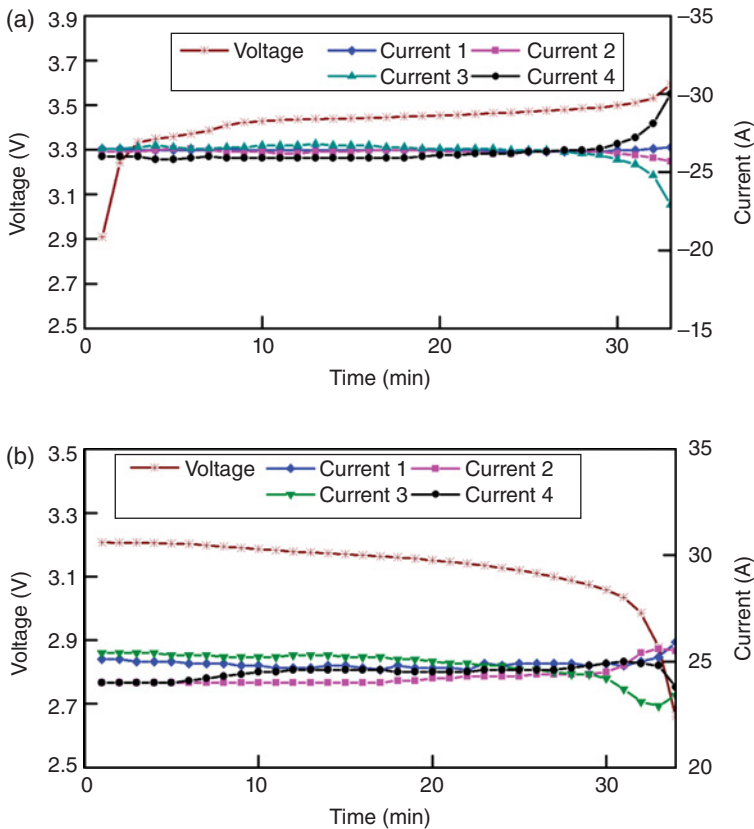 (a)
Voltage Current 1 Current 2
Current 3 Current 4
3.9
3.7
3.5
3.3
3.1
2.9
2.7
2.5
Voltage (V)
–35
–30
–25
–20
–15
Current (A)
0 10 20 30
Time (min)
(b)
Voltage Current 1 Current 2
Current 3 Current 4
3.5
3.3
3.1
2.9
2.7
2.5
Voltage (V)
35
30
25
20
Current (A)
0 10 20 30
Time (min)